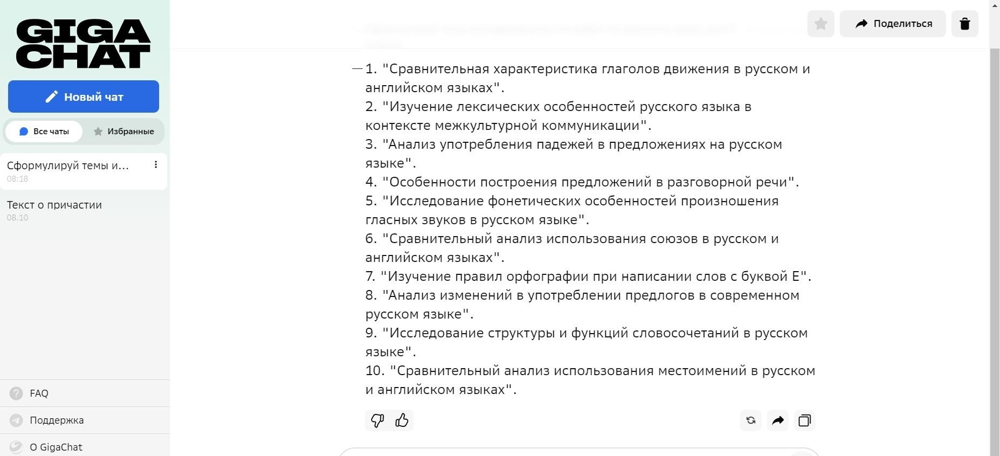 GIGA
CHAT
Новый чат
Все чаты
Избранные
Сформулируй темы и...
08:18
Текст о причастии
08.10
FAQ
Поддержка
О GigaChat
Поделиться
— 1. "Сравнительная характеристика глаголов движения в русском и
английском языках".
2. "Изучение лексических особенностей русского языка в
контексте межкультурной коммуникации".
3. "Анализ употребления падежей в предложениях на русском
языке".
4. "Особенности построения предложений в разговорной речи".
5. "Исследование фонетических особенностей произношения
гласных звуков в русском языке".
6. "Сравнительный анализ использования союзов в русском и
английском языках".
7. "Изучение правил орфографии при написании слов с буквой Е".
8. "Анализ изменений в употреблении предлогов в современном
русском языке".
9. "Исследование структуры и функций словосочетаний в русском
языке".
10. "Сравнительный анализ использования местоимений в русском
и английском языках".